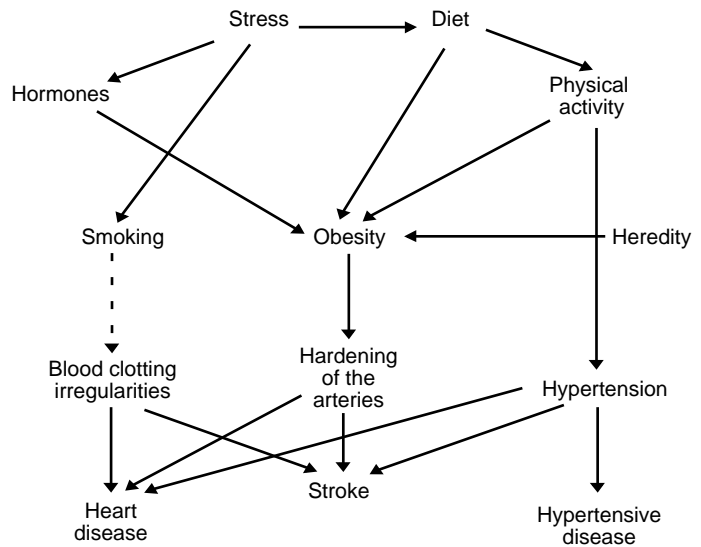 Stress
Diet
Hormones
Physical
activity
Smoking
Obesity
Heredity
Blood clotting
irregularities
Hardening
of the
arteries
Hypertension
Heart
disease
Stroke
Hypertensive
disease